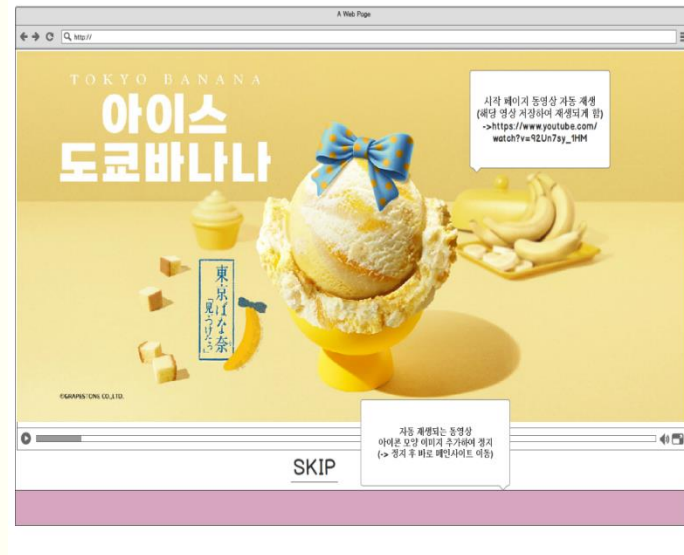 A Web Page
http://
TOKYO BANANA
아이스
도쿄바나나
시작 페이지 동영상 자동 재생
(해당 영상 저장하여 재생되게 함)
->https://www.youtube.com/
watch?v=92Un7sy_1HM
東京ばな奈
「見ぃつけたっ」
©GRAPESTONE CO.,LTD.
자동 재생되는 동영상
아이콘 모양 이미지 추가하여 정지
(-> 정지 후 바로 메인사이트 이동)
SKIP